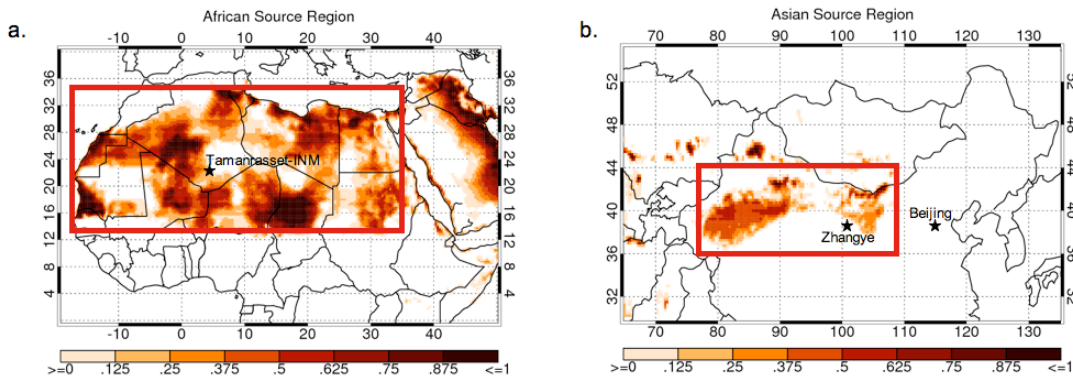 a.
African Source Region
-10 0 10 20 30 40
36 36
32 32
28 28
24 24
20 20
16 16
12 12
8 8
4 4
Tamanrasset-INM
-10 0 10 20 30 40
>=0 .125 .25 .375 .5 .625 .75 .875 <=1
b.
Asian Source Region
70 80 90 100 110 120 130
52 52
48 48
44 44
40 40
36 36
32 32
Beijing
Zhangye
70 80 90 100 110 120 130
>=0 .125 .25 .375 .5 .625 .75 .875 <=1